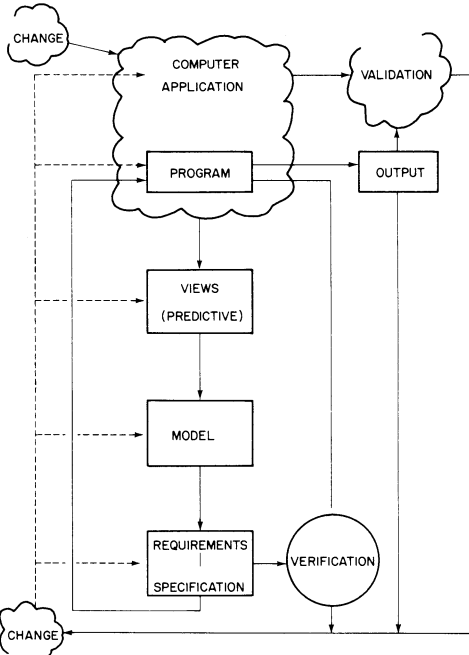 CHANGE
COMPUTER
APPLICATION
VALIDATION
PROGRAM
OUTPUT
VIEWS
(PREDICTIVE)
MODEL
REQUIREMENTS
SPECIFICATION
VERIFICATION
CHANGE